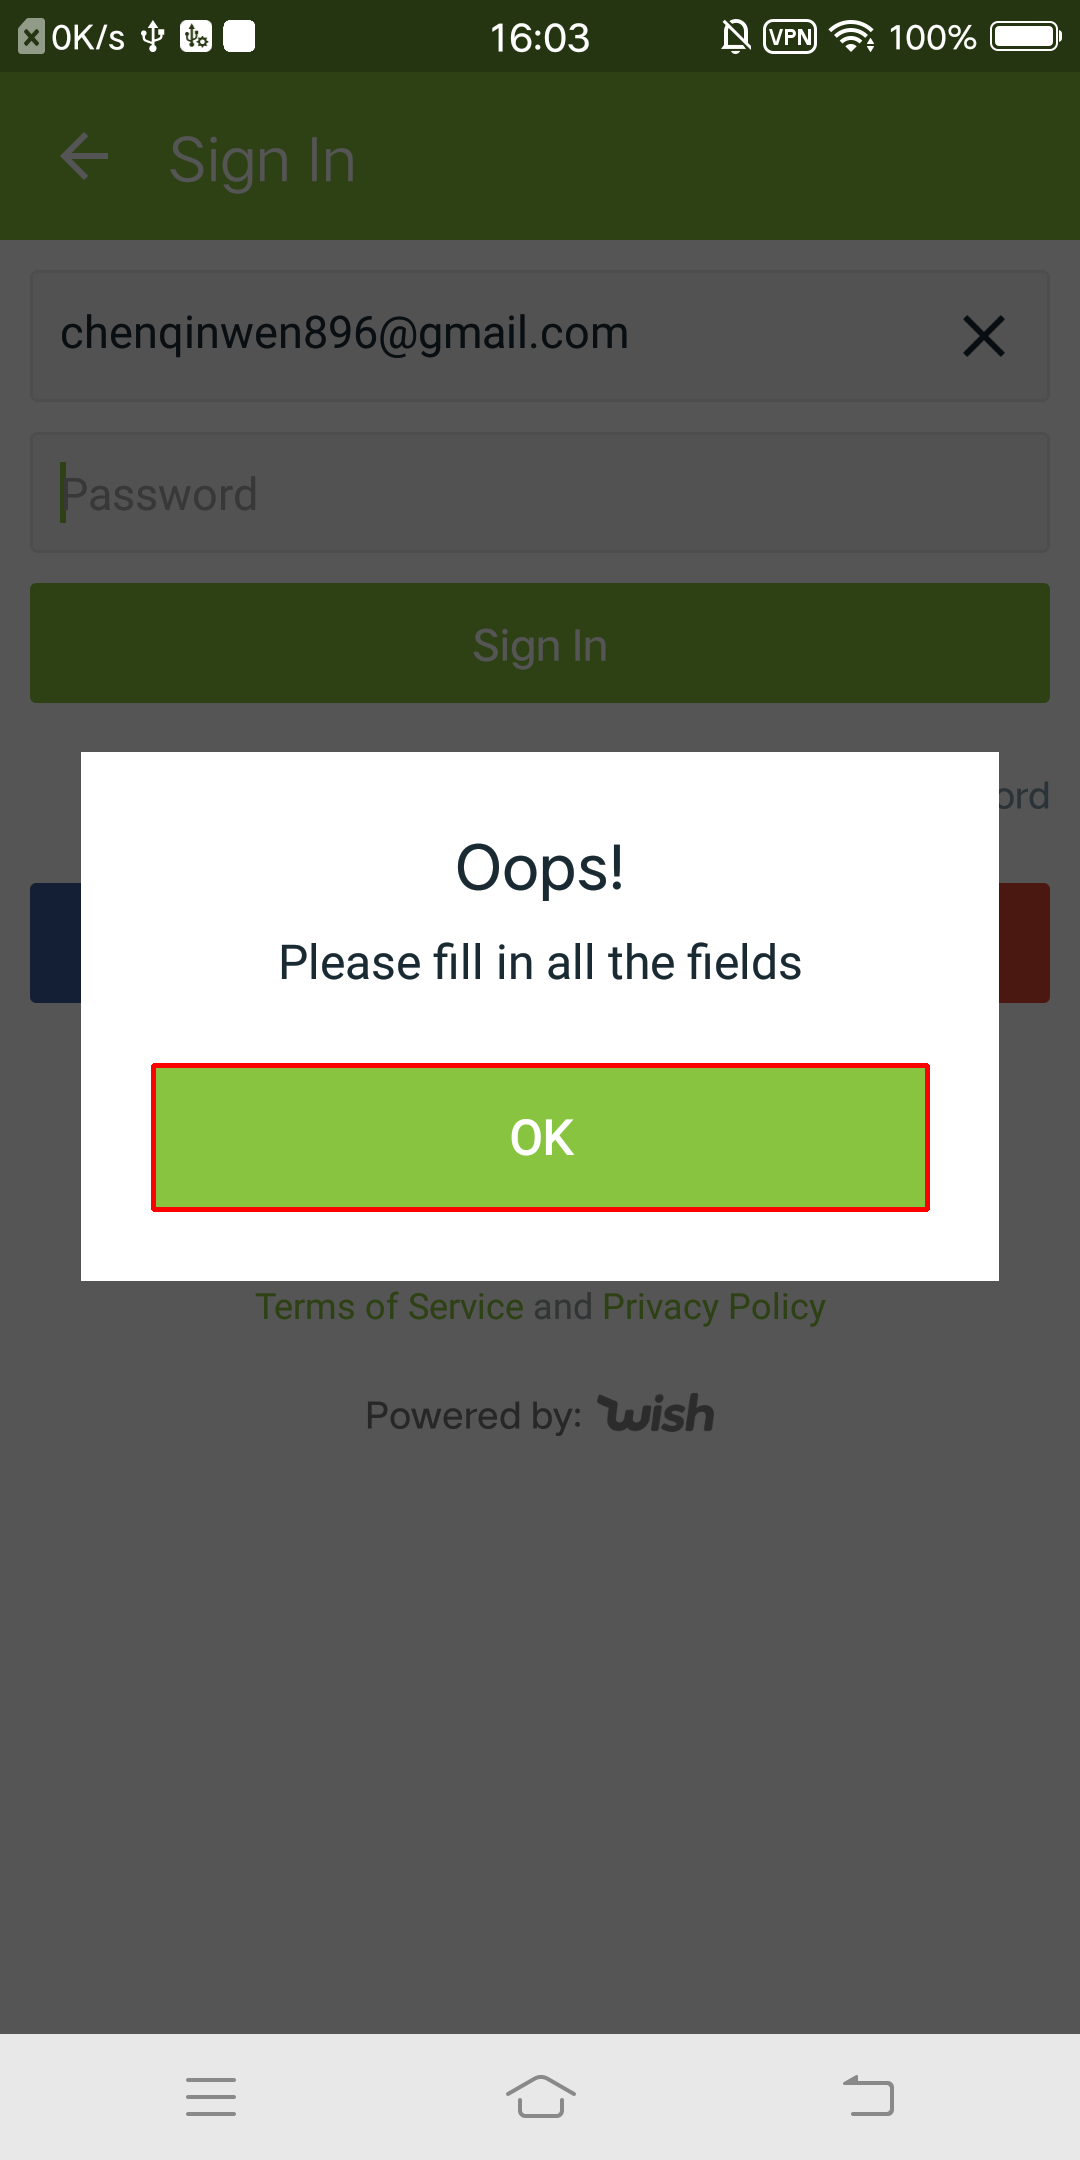 0K/s
16:03
VPN
100%
Sign In
chenqinwen896@gmail.com
Password
Sign In
ord
Oops!
Please fill in all the fields
OK
Terms of Service and Privacy Policy
Powered by: wish